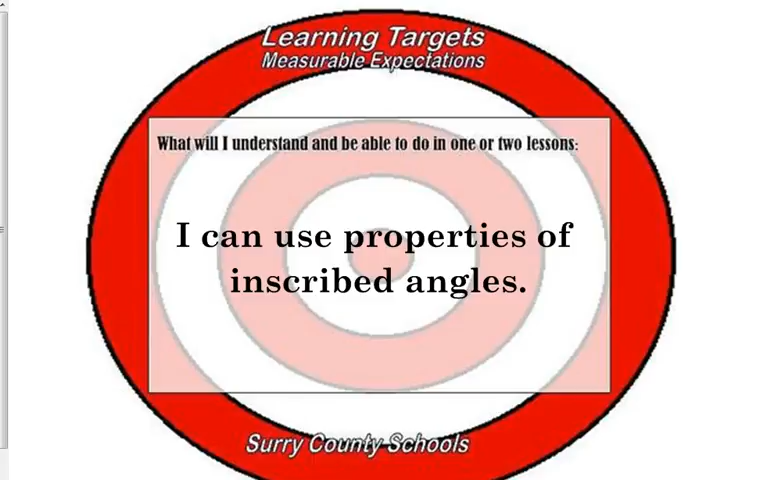 Learning Targets
Measurable Expectations
What will I understand and be able to do in one or two lessons:
I can use properties of
inscribed angles.
Surry County Schools